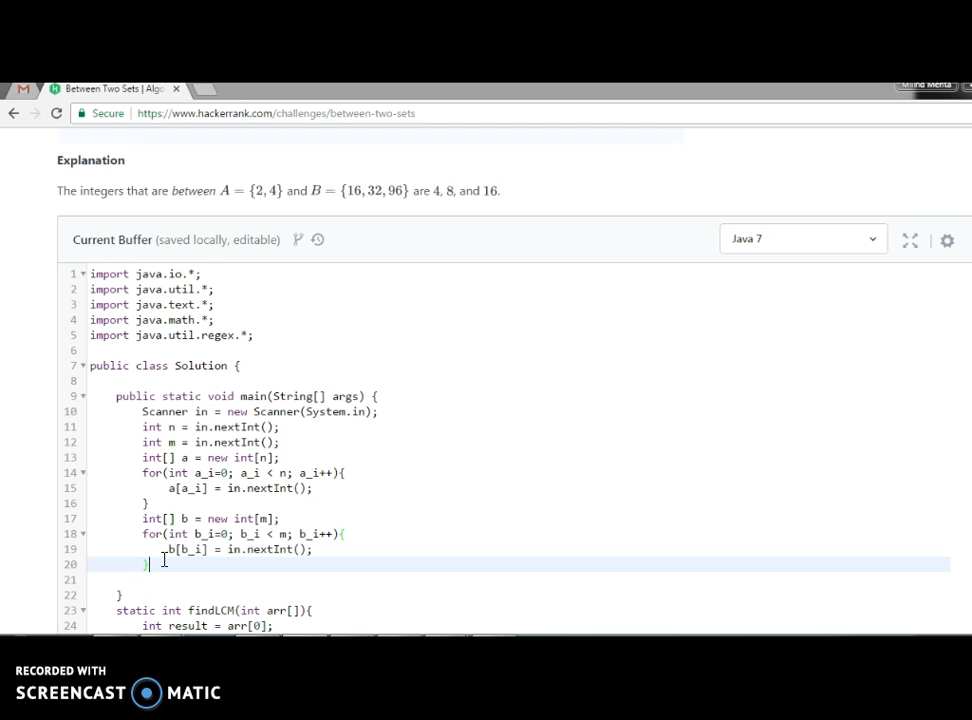 Between Two Sets | Algo
Milind Mehta
Secure | https://www.hackerrank.com/challenges/between-two-sets
Explanation
The integers that are between A = {2, 4} and B = {16, 32, 96} are 4, 8, and 16.
Current Buffer (saved locally, editable)
Java 7
1 import java.io.*;
2 import java.util.*;
3 import java.text.*;
4 import java.math.*;
5 import java.util.regex.*;
6
7 public class Solution {
8
9 public static void main(String[] args) {
10 Scanner in = new Scanner(System.in);
11 int n = in.nextInt();
12 int m = in.nextInt();
13 int[] a = new int[n];
14 for(int a_i=0; a_i < n; a_i++){
15 a[a_i] = in.nextInt();
16 }
17 int[] b = new int[m];
18 for(int b_i=0; b_i < m; b_i++){
19 b[b_i] = in.nextInt();
20 }
21
22 }
23 static int findLCM(int arr[]){
24 int result = arr[0];
RECORDED WITH
SCREENCAST MATIC